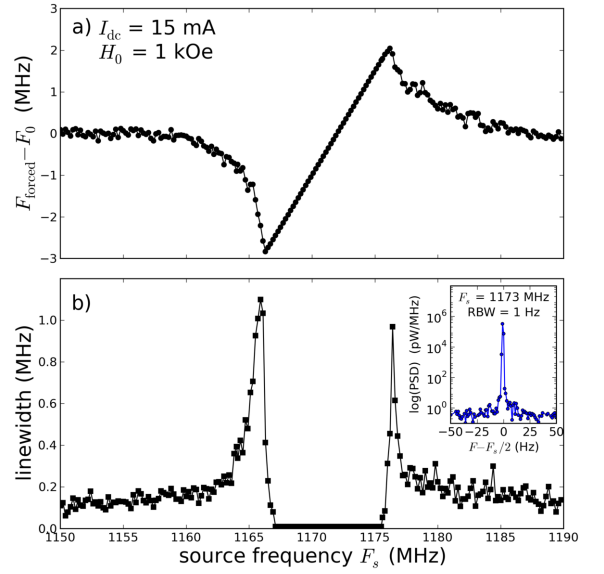 a) I_dc = 15 mA
H_0 = 1 kOe
F_forced−F_0 (MHz)
3
2
1
0
−1
−2
−3
b)
linewidth (MHz)
1.0
0.8
0.6
0.4
0.2
0.0
F_s = 1173 MHz
RBW = 1 Hz
log(PSD) (pW/MHz)
10^6
10^4
10^2
10^0
−50 −25 0 25 50
F−F_s/2 (Hz)
1150 1155 1160 1165 1170 1175 1180 1185 1190
source frequency F_s (MHz)